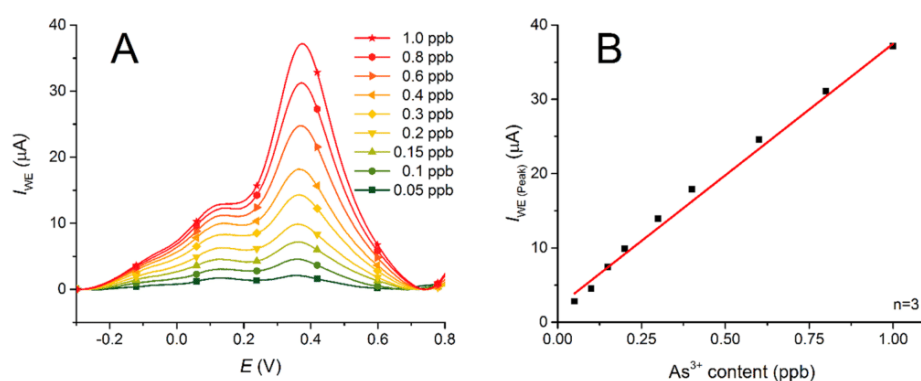 A
40
30
20
10
0
I_WE (μA)
-0.2
0.0
0.2
0.4
0.6
0.8
E (V)
1.0 ppb
0.8 ppb
0.6 ppb
0.4 ppb
0.3 ppb
0.2 ppb
0.15 ppb
0.1 ppb
0.05 ppb
B
40
30
20
10
0
I_WE (Peak) (μA)
0.00
0.25
0.50
0.75
1.00
As³⁺ content (ppb)
n=3